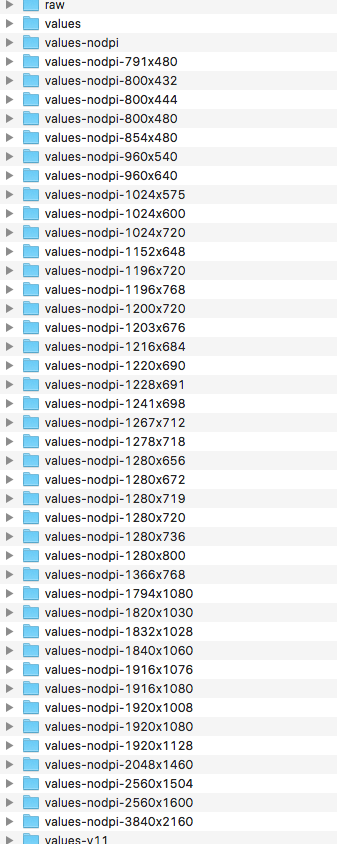 raw
values
values-nodpi
values-nodpi-791x480
values-nodpi-800x432
values-nodpi-800x444
values-nodpi-800x480
values-nodpi-854x480
values-nodpi-960x540
values-nodpi-960x640
values-nodpi-1024x575
values-nodpi-1024x600
values-nodpi-1024x720
values-nodpi-1152x648
values-nodpi-1196x720
values-nodpi-1196x768
values-nodpi-1200x720
values-nodpi-1203x676
values-nodpi-1216x684
values-nodpi-1220x690
values-nodpi-1228x691
values-nodpi-1241x698
values-nodpi-1267x712
values-nodpi-1278x718
values-nodpi-1280x656
values-nodpi-1280x672
values-nodpi-1280x719
values-nodpi-1280x720
values-nodpi-1280x736
values-nodpi-1280x800
values-nodpi-1366x768
values-nodpi-1794x1080
values-nodpi-1820x1030
values-nodpi-1832x1028
values-nodpi-1840x1060
values-nodpi-1916x1076
values-nodpi-1916x1080
values-nodpi-1920x1008
values-nodpi-1920x1080
values-nodpi-1920x1128
values-nodpi-2048x1460
values-nodpi-2560x1504
values-nodpi-2560x1600
values-nodpi-3840x2160
values-v11